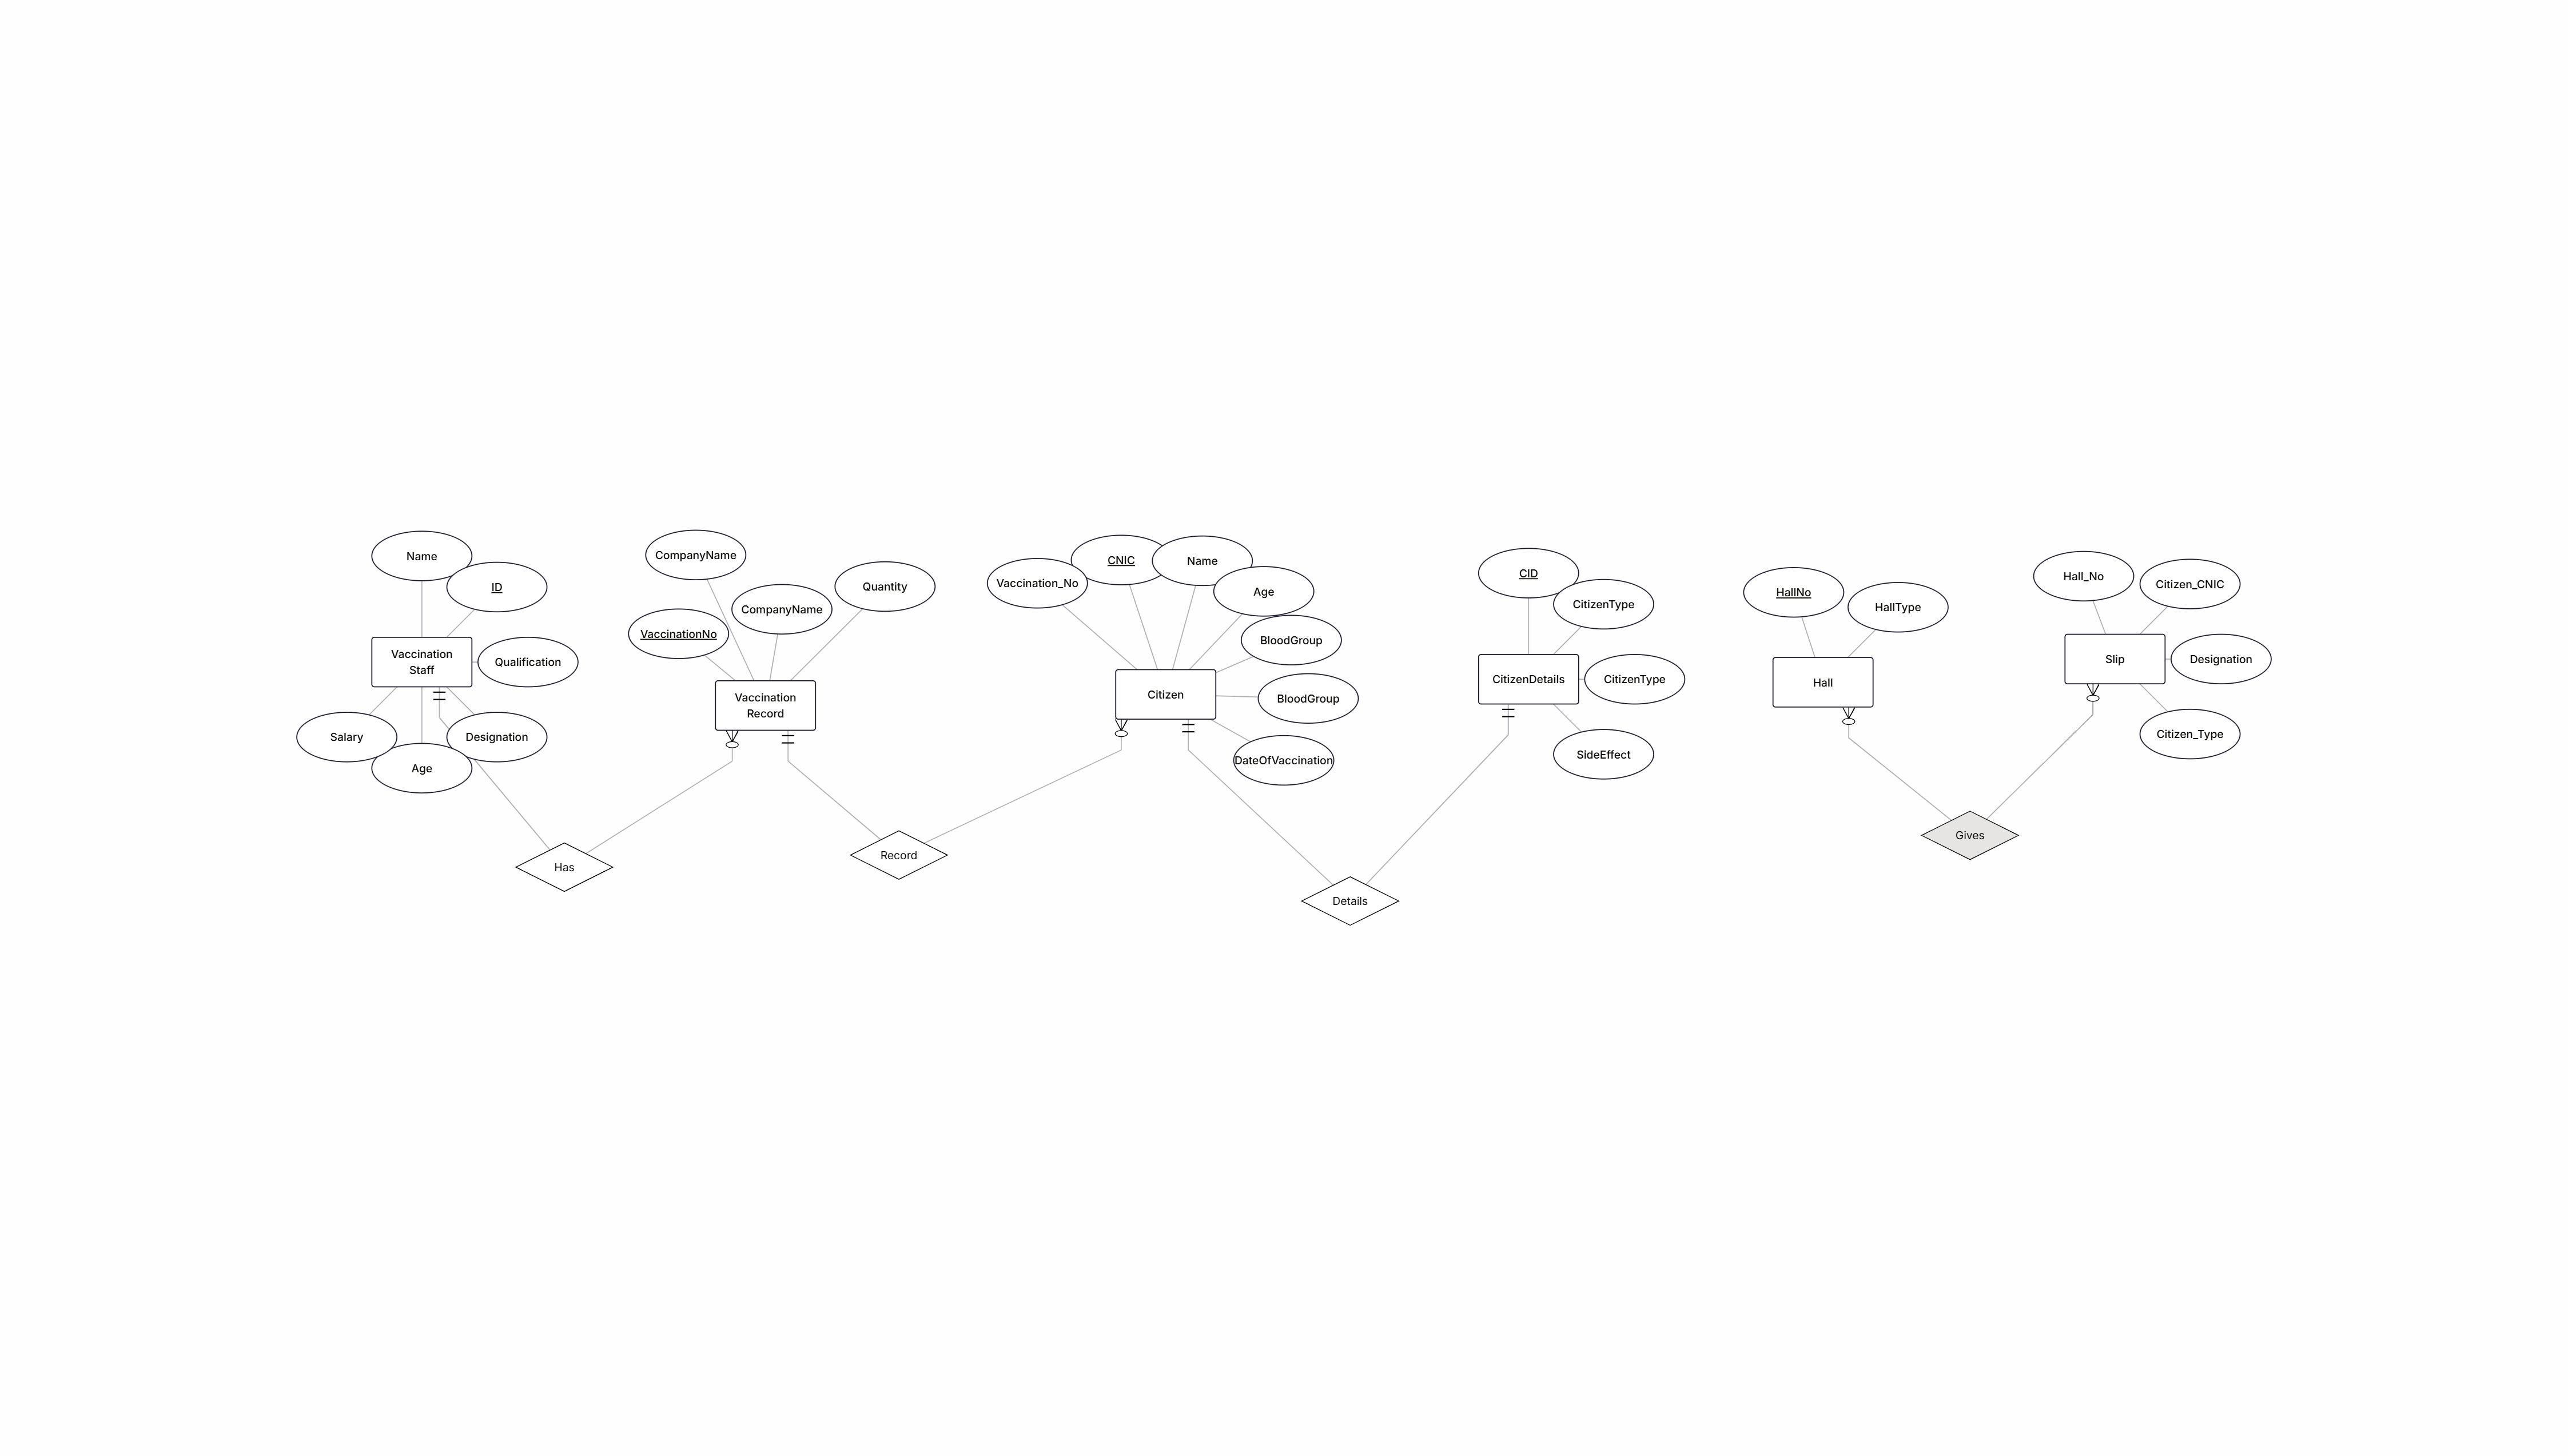 Name
ID
Vaccination
Staff
Qualification
Salary
Designation
Age
Has
CompanyName
CompanyName
Quantity
VaccinationNo
Vaccination
Record
Record
Vaccination_No
CNIC
Name
Age
BloodGroup
BloodGroup
Citizen
DateOfVaccination
Details
CID
CitizenType
CitizenDetails
CitizenType
SideEffect
HallNo
HallType
Hall
Gives
Hall_No
Citizen_CNIC
Slip
Designation
Citizen_Type